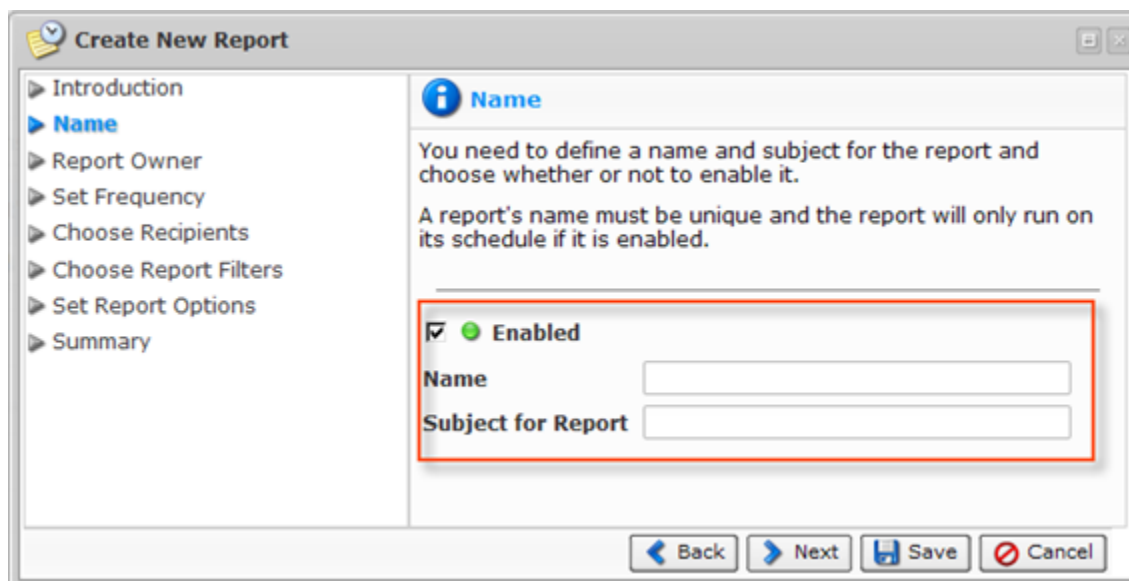 Create New Report
Introduction
Name
Report Owner
Set Frequency
Choose Recipients
Choose Report Filters
Set Report Options
Summary
Name
You need to define a name and subject for the report and
choose whether or not to enable it.
A report's name must be unique and the report will only run on
its schedule if it is enabled.
Enabled
Name
Subject for Report
Back
Next
Save
Cancel